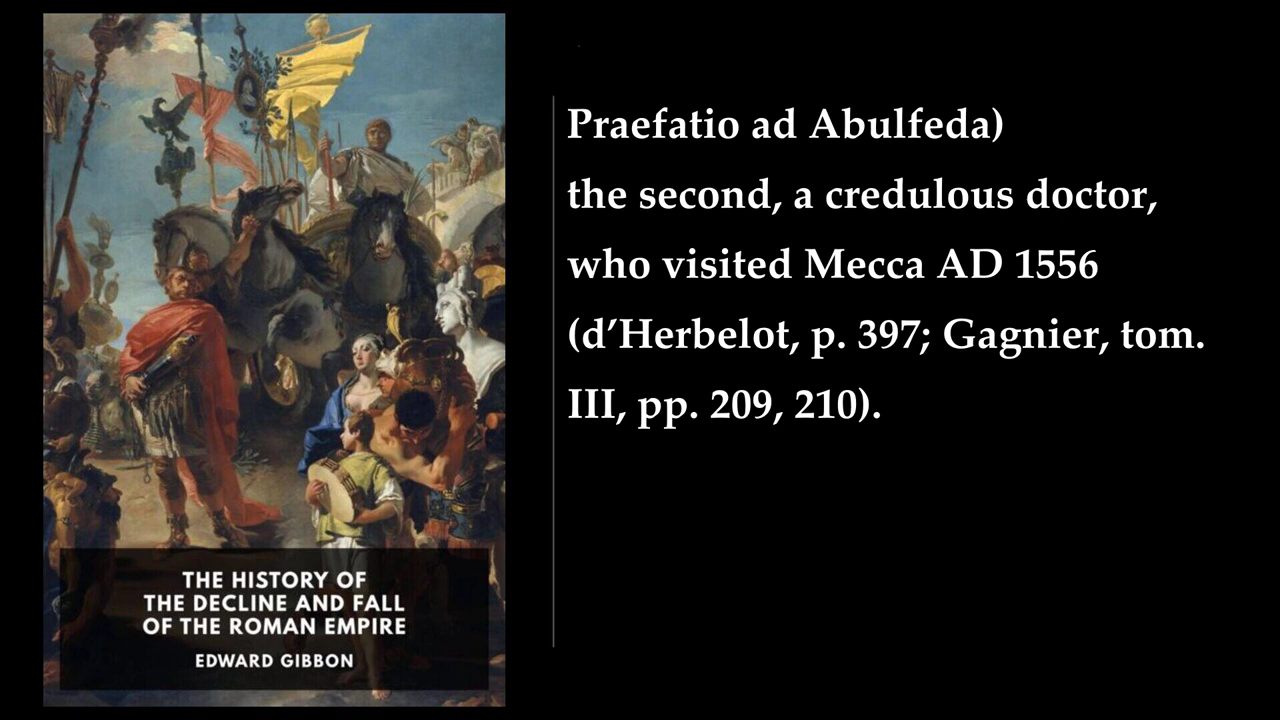 Praefatio ad Abulfeda)
the second, a credulous doctor,
who visited Mecca AD 1556
(d’Herbelot, p. 397; Gagnier, tom.
III, pp. 209, 210).
THE HISTORY OF
THE DECLINE AND FALL
OF THE ROMAN EMPIRE
EDWARD GIBBON